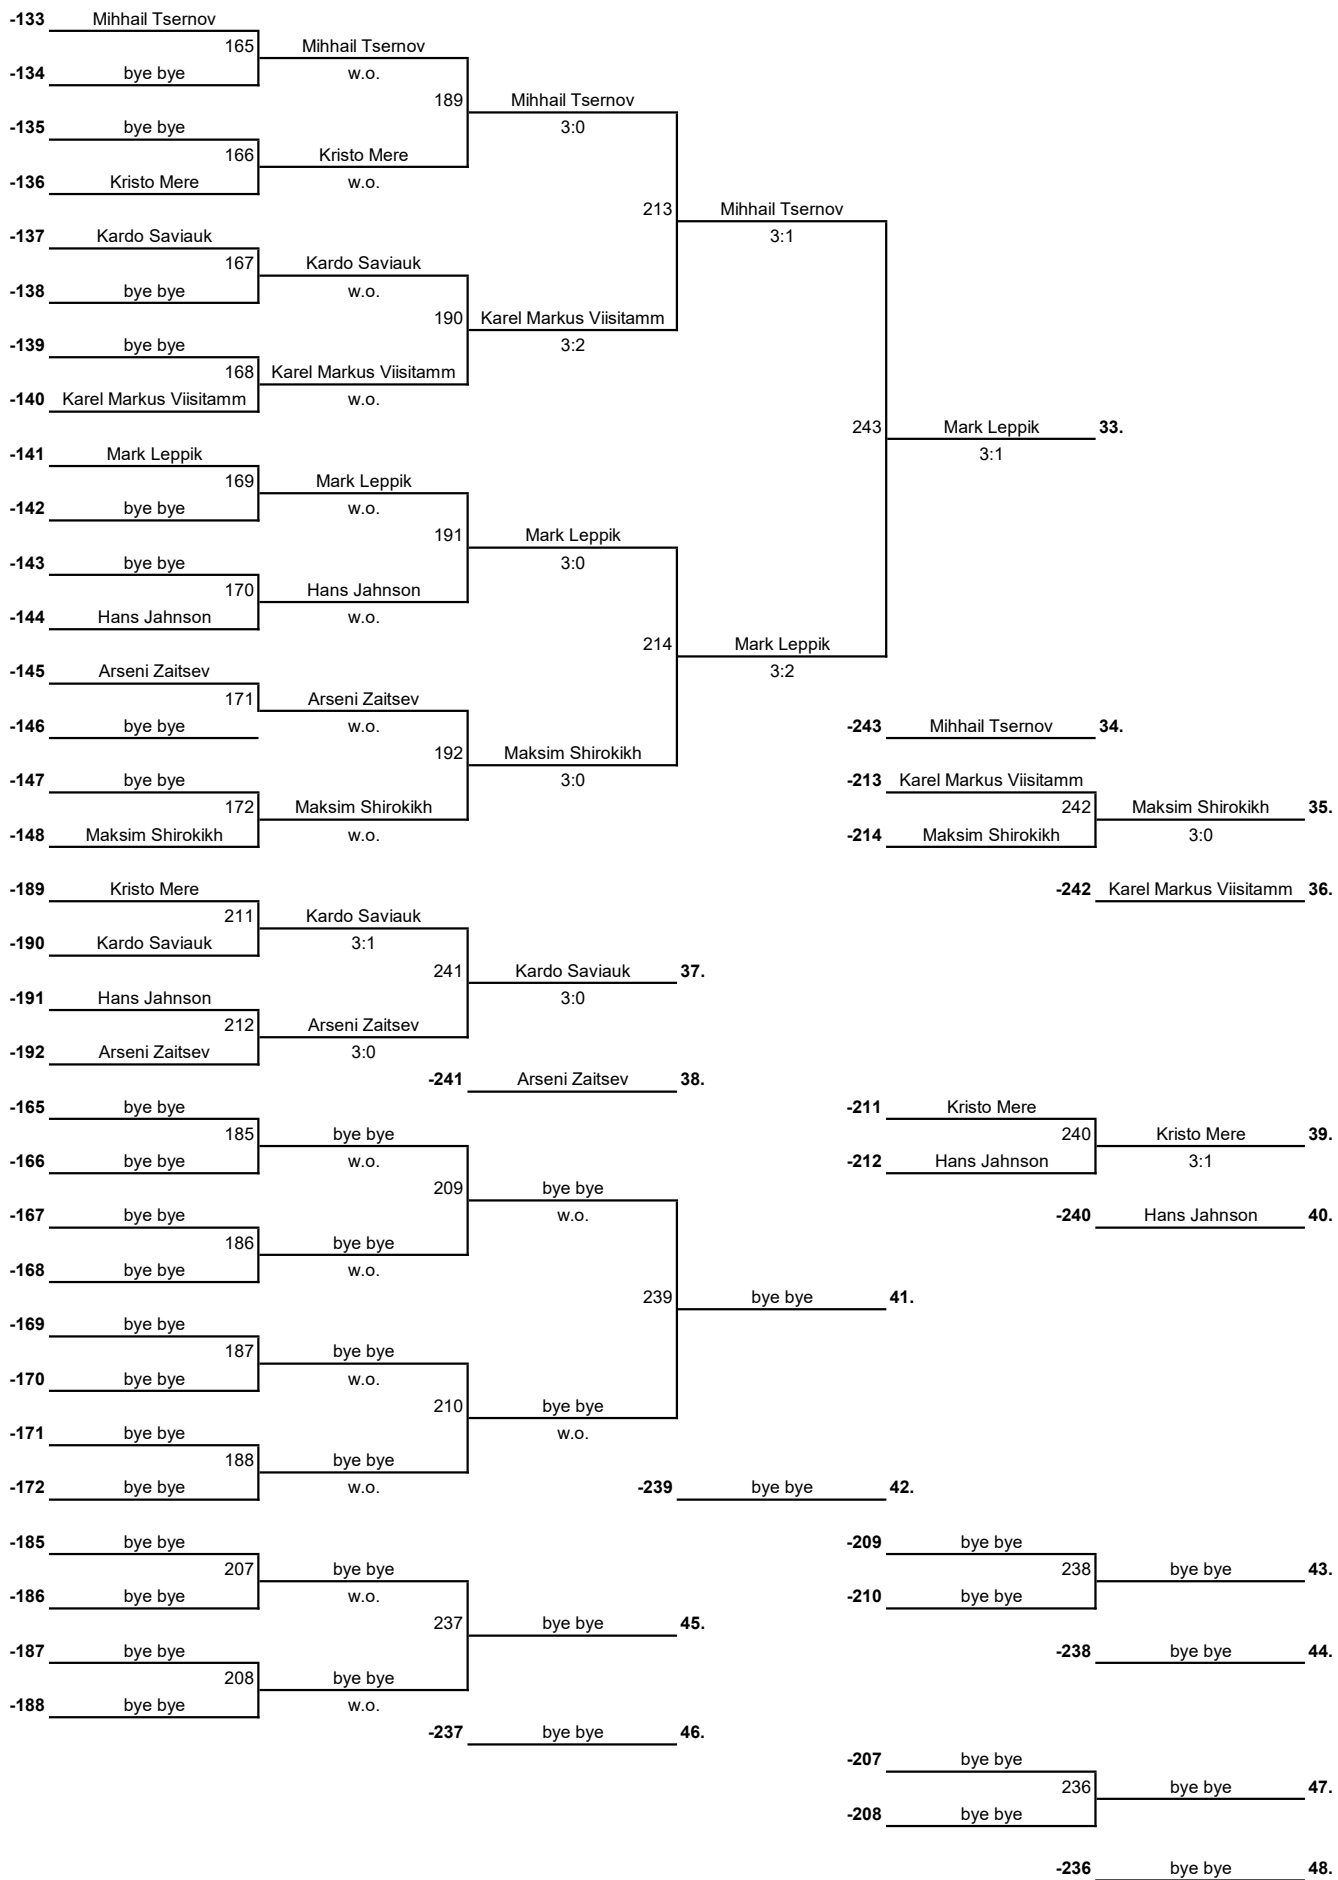 -133 Mihhail Tsernov
165 Mihhail Tsernov
-134 bye bye w.o.
189 Mihhail Tsernov
-135 bye bye 3:0
166 Kristo Mere
-136 Kristo Mere w.o.
213 Mihhail Tsernov
-137 Kardo Saviauk 3:1
167 Kardo Saviauk
-138 bye bye w.o.
190 Karel Markus Viisitamm
-139 bye bye 3:2
168 Karel Markus Viisitamm
-140 Karel Markus Viisitamm w.o.
243 Mark Leppik 33.
-141 Mark Leppik 3:1
169 Mark Leppik
-142 bye bye w.o.
191 Mark Leppik
-143 bye bye 3:0
170 Hans Jahnson
-144 Hans Jahnson w.o.
214 Mark Leppik
-145 Arseni Zaitsev 3:2
171 Arseni Zaitsev
-146 bye bye w.o. -243 Mihhail Tsernov 34.
192 Maksim Shirokikh
-147 bye bye 3:0 -213 Karel Markus Viisitamm
172 Maksim Shirokikh 242 Maksim Shirokikh 35.
-148 Maksim Shirokikh w.o. -214 Maksim Shirokikh 3:0
-189 Kristo Mere -242 Karel Markus Viisitamm 36.
211 Kardo Saviauk
-190 Kardo Saviauk 3:1
241 Kardo Saviauk 37.
-191 Hans Jahnson 3:0
212 Arseni Zaitsev
-192 Arseni Zaitsev 3:0
-241 Arseni Zaitsev 38.
-165 bye bye -211 Kristo Mere
185 bye bye 240 Kristo Mere 39.
-166 bye bye w.o. -212 Hans Jahnson 3:1
209 bye bye
-167 bye bye w.o. -240 Hans Jahnson 40.
186 bye bye
-168 bye bye w.o.
239 bye bye 41.
-169 bye bye
187 bye bye
-170 bye bye w.o.
210 bye bye
-171 bye bye w.o.
188 bye bye
-172 bye bye w.o. -239 bye bye 42.
-185 bye bye -209 bye bye
207 bye bye 238 bye bye 43.
-186 bye bye w.o. -210 bye bye
237 bye bye 45.
-187 bye bye -238 bye bye 44.
208 bye bye
-188 bye bye w.o.
-237 bye bye 46.
-207 bye bye
236 bye bye 47.
-208 bye bye
-236 bye bye 48.